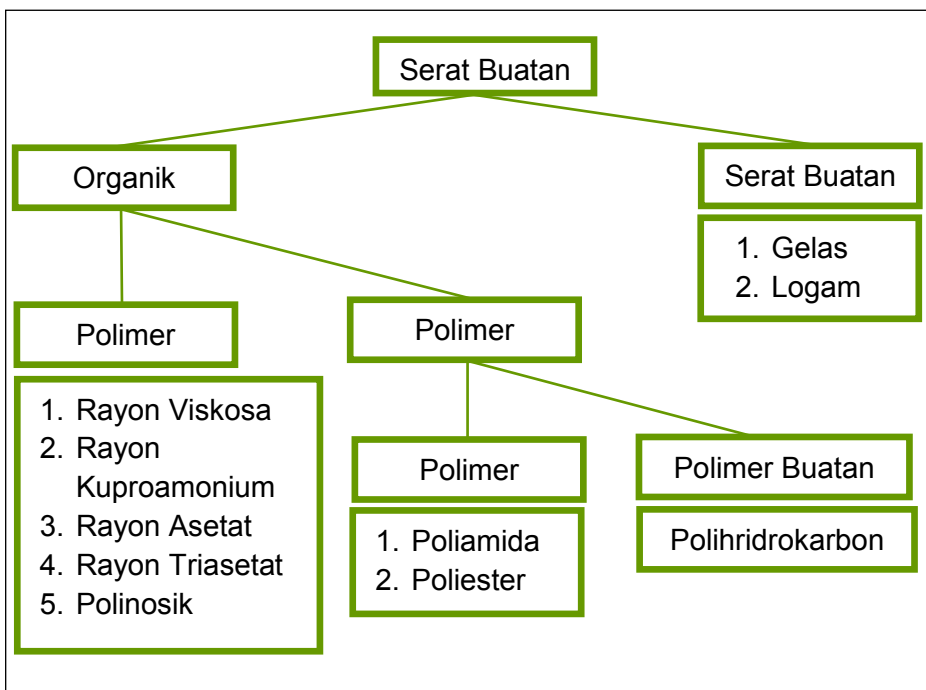 Serat Buatan
Organik
Serat Buatan
1. Gelas
2. Logam
Polimer
Polimer
1. Rayon Viskosa
2. Rayon
Kuproamonium
3. Rayon Asetat
4. Rayon Triasetat
5. Polinosik
Polimer
Polimer Buatan
1. Poliamida
2. Poliester
Polihridrokarbon